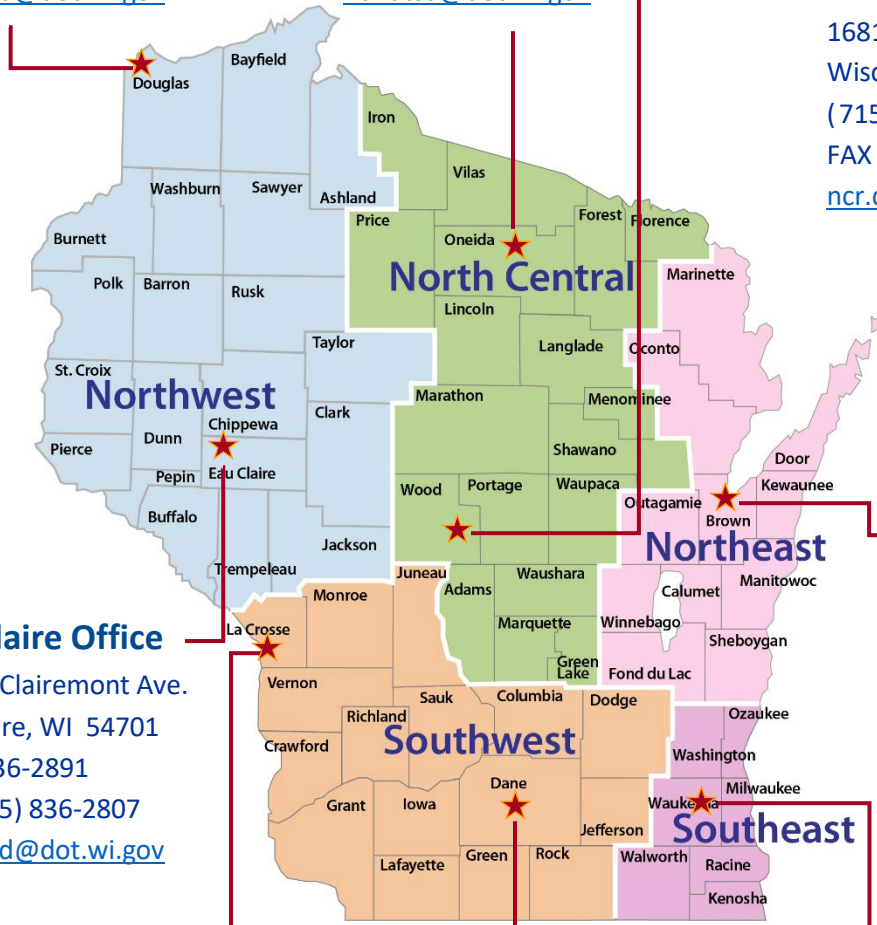 1681
Wisc
(715
FAX
ncr.d
Douglas
Bayfield
Iron
Vilas
Washburn
Sawyer
Ashland
Price
Forest
Florence
Burnett
Oneida
North Central
Marinette
Polk
Barron
Rusk
Lincoln
Taylor
Langlade
Oconto
St. Croix
Northwest
Marathon
Menominee
Clark
Chippewa
Dunn
Pierce
Shawano
Door
Eau Claire
Pepin
Wood
Portage
Waupaca
Kewaunee
Outagamie
Buffalo
Brown
Jackson
Northeast
Trempeleau
Juneau
Waushara
Manitowoc
Monroe
Adams
Calumet
La Crosse
Marquette
Winnebago
laire Office
Sheboygan
Green
Lake
Fond du Lac
Clairemont Ave.
Vernon
Sauk
Columbia
Dodge
re, WI 54701
Richland
Ozaukee
36-2891
Crawford
Southwest
Washington
5) 836-2807
Dane
Milwaukee
Grant
Iowa
Waukesha
d@dot.wi.gov
Jefferson
Southeast
Lafayette
Green
Rock
Walworth
Racine
Kenosha